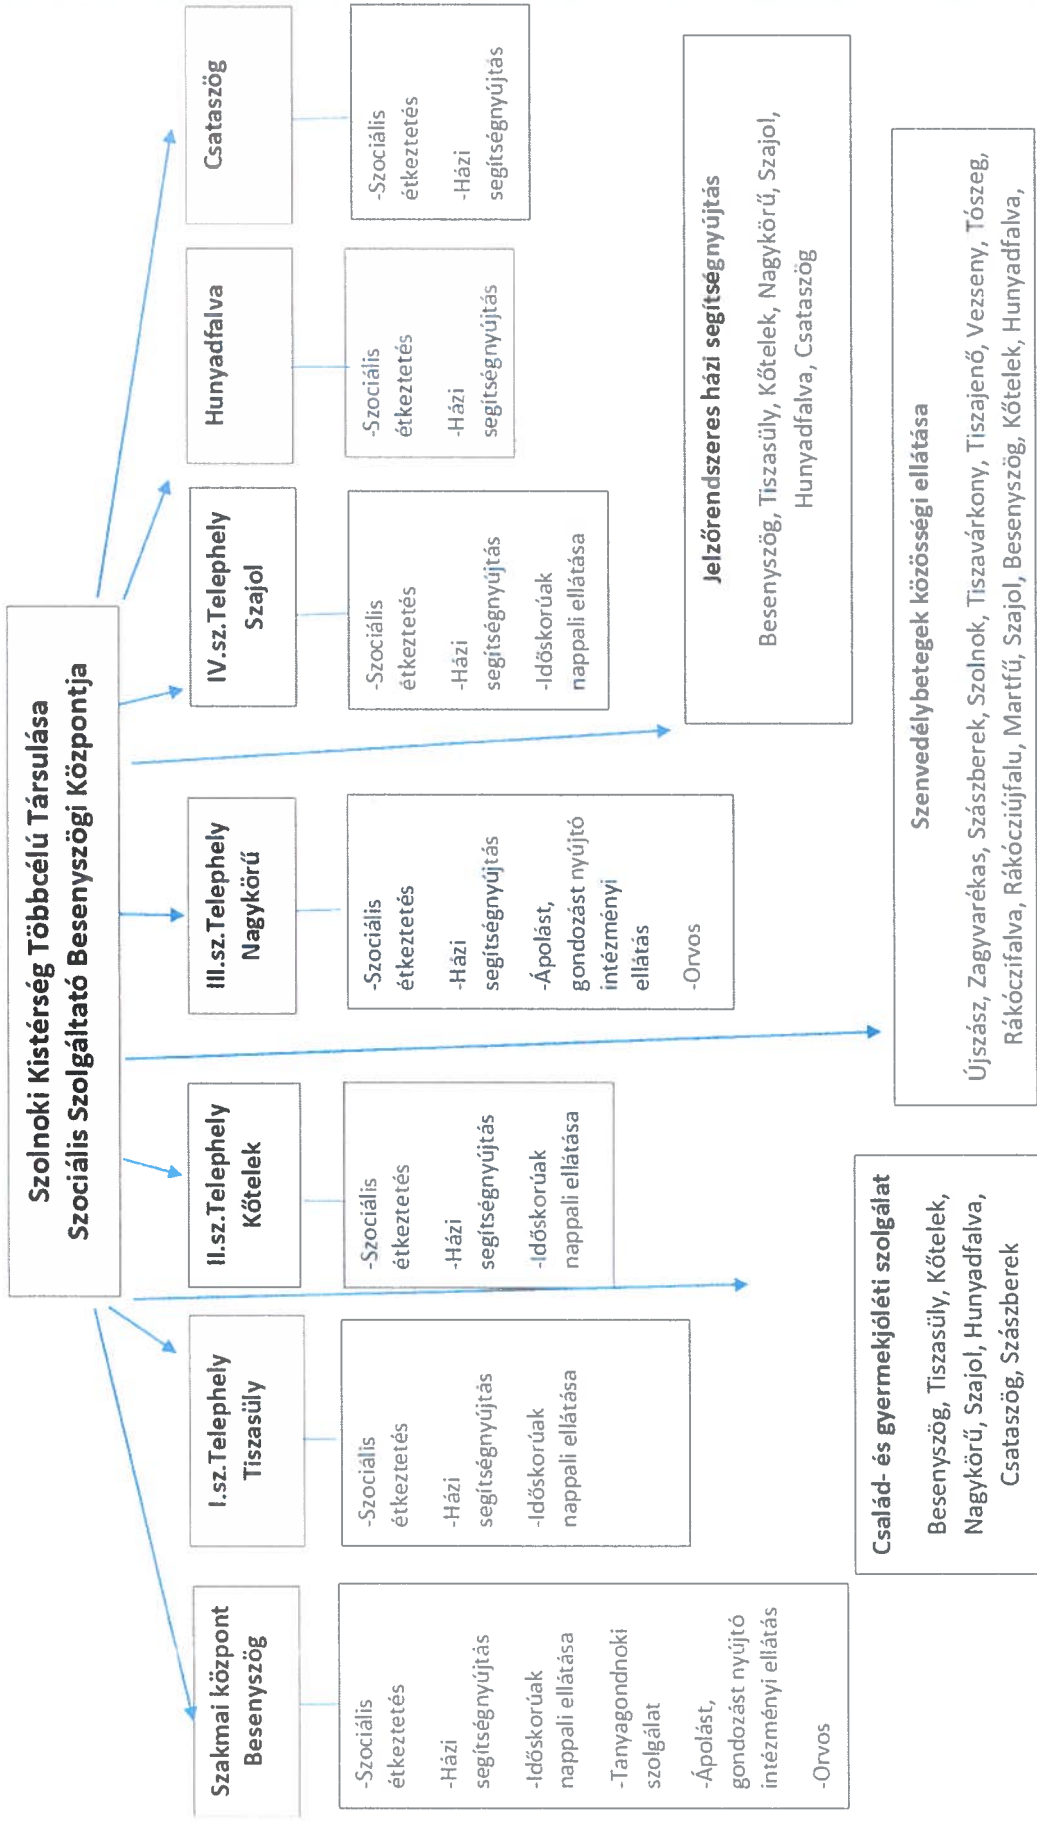 Szolnoki Kistérség Többcélú Társulása
Szociális Szolgáltató Besenyszögi Központja
Szakmai központ
Besenyszög
-Szociális
étkeztetés
-Házi
segítségnyújtás
-Időskorúak
nappali ellátása
-Tanyagondnoki
szolgálat
-Ápolást,
gondozást nyújtó
intézményi ellátás
-Orvos
I.sz.Telephely
Tiszasüly
-Szociális
étkeztetés
-Házi
segítségnyújtás
-Időskorúak
nappali ellátása
II.sz.Telephely
Kőtelek
-Szociális
étkeztetés
-Házi
segítségnyújtás
-Időskorúak
nappali ellátása
III.sz.Telephely
Nagykörű
-Szociális
étkeztetés
-Házi
segítségnyújtás
-Ápolást,
gondozást nyújtó
intézményi
ellátás
-Orvos
IV.sz.Telephely
Szajol
-Szociális
étkeztetés
-Házi
segítségnyújtás
-Időskorúak
nappali ellátása
Hunyadfalva
-Szociális
étkeztetés
-Házi
segítségnyújtás
Csataszög
-Szociális
étkeztetés
-Házi
segítségnyújtás
Jelzőrendszeres házi segítségnyújtás
Besenyszög, Tiszasüly, Kőtelek, Nagykörű, Szajol,
Hunyadfalva, Csataszög
Család- és gyermekjóléti szolgálat
Besenyszög, Tiszasüly, Kőtelek,
Nagykörű, Szajol, Hunyadfalva,
Csataszög, Szászberek
Szenvedélybetegek közösségi ellátása
Újszász, Zagyvarékas, Szászberek, Szolnok, Tiszavárkony, Tiszajenő, Vezseny, Tószeg,
Rákóczifalva, Rákócziújfalu, Martfű, Szajol, Besenyszög, Kőtelek, Hunyadfalva,